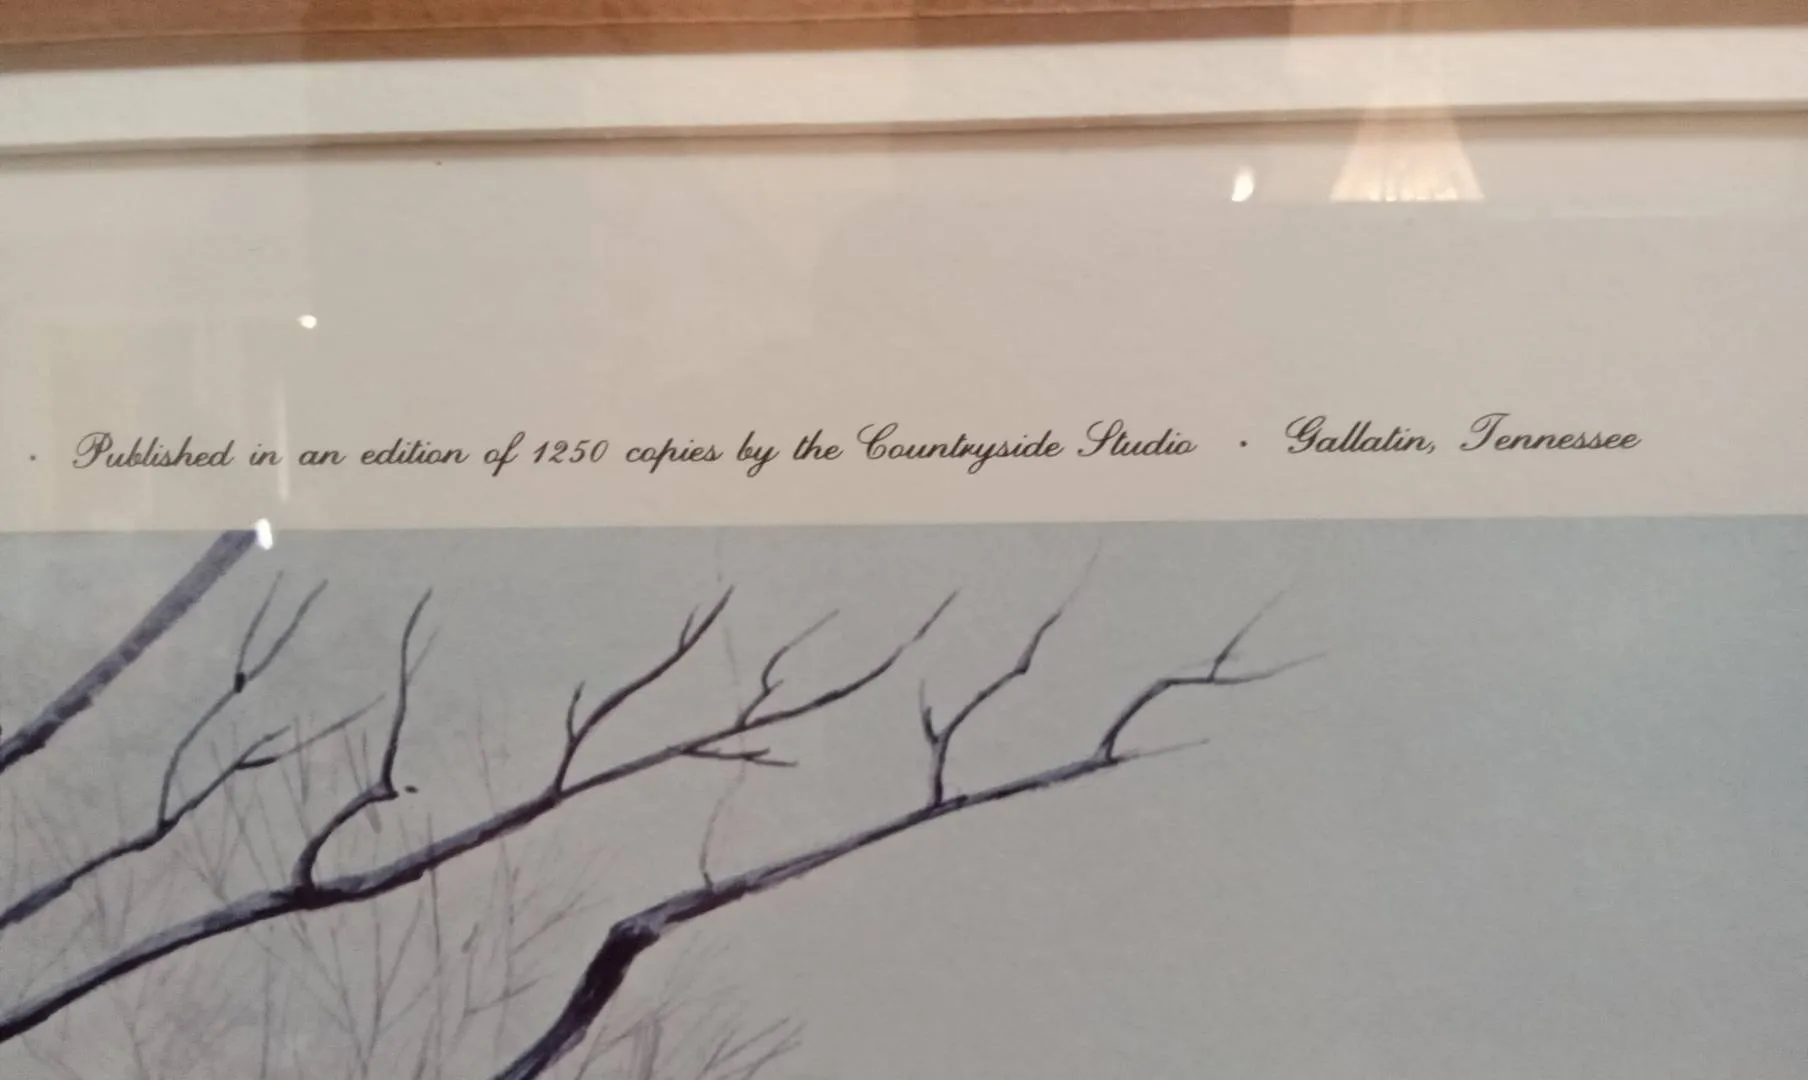 · Published in an edition of 1250 copies by the Countryside Studio · Gallatin, Tennessee